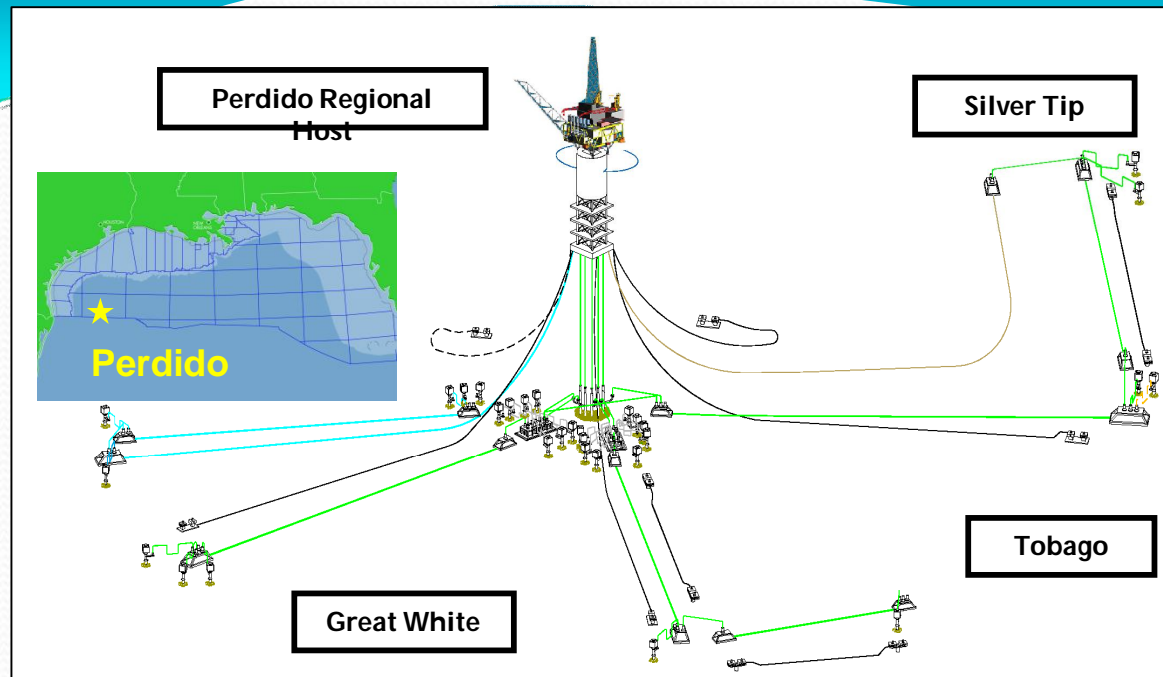 Perdido Regional
Host
Silver Tip
Perdido
Tobago
Great White